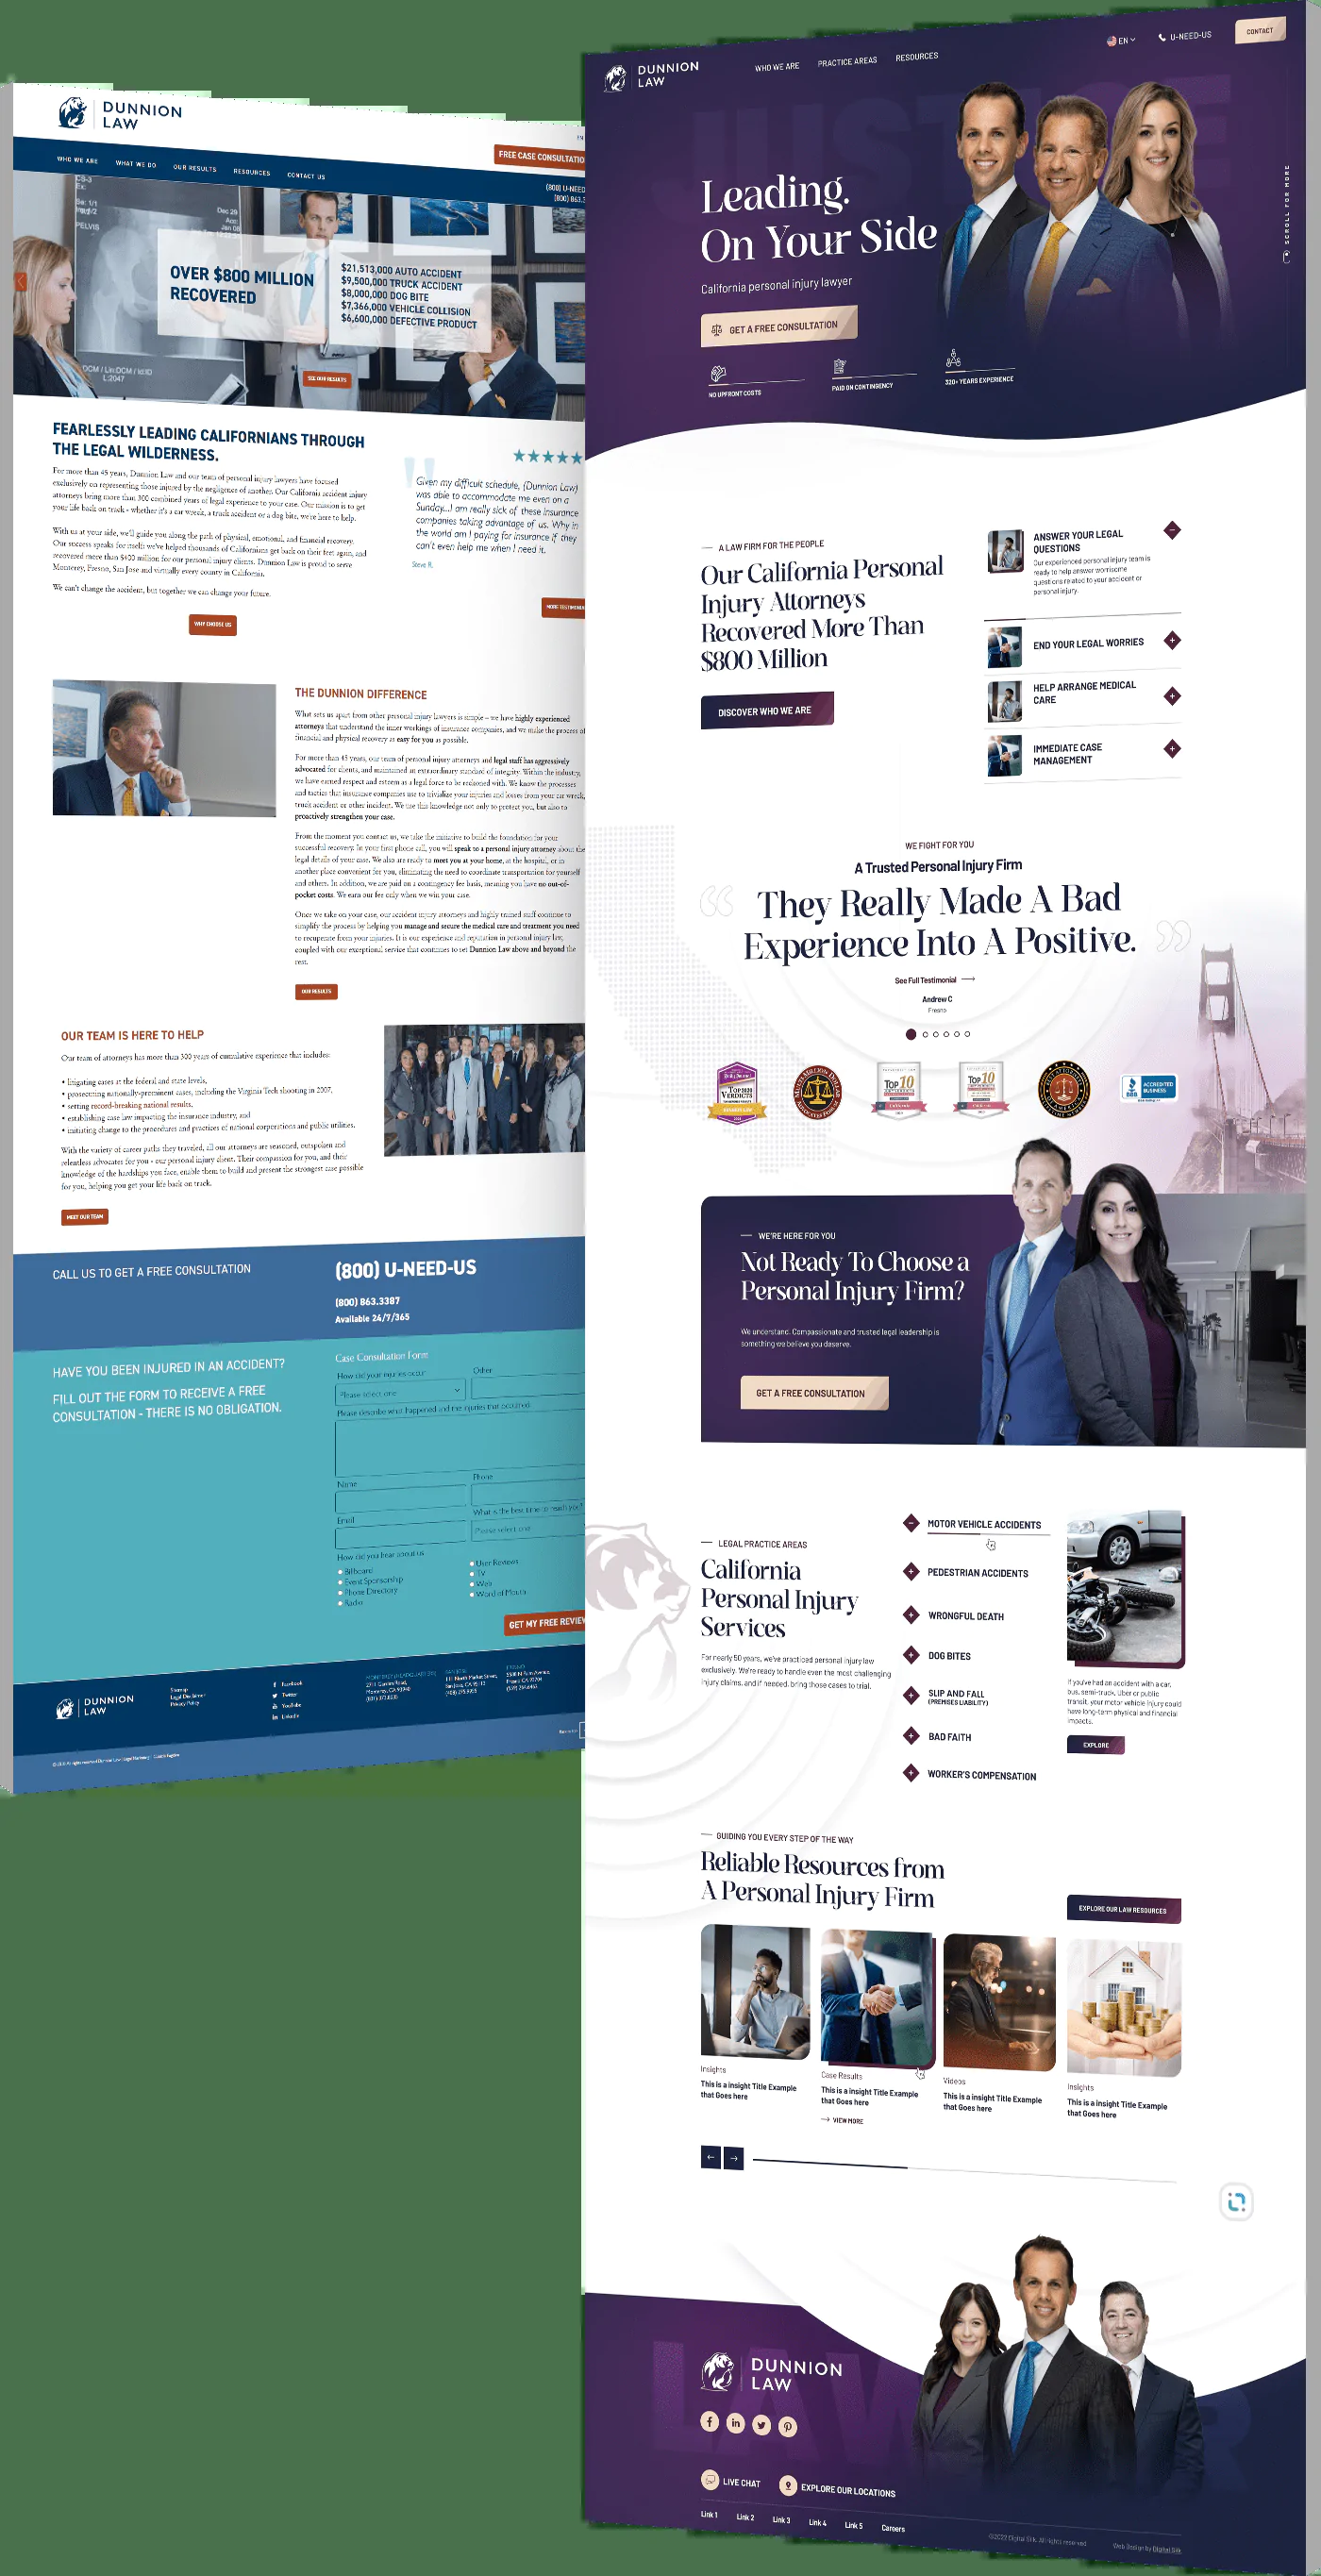 DUNNION
LAW
EN
FREE CASE CONSULTATIO
WHO WE ARE
WHAT WE DO
OUR RESULTS
RESOURCES
CONTACT US
(800) U-NEED
(800) 863.3
PELVIS
Dec 29
OVER $800 MILLION
RECOVERED
$21,513,000 AUTO ACCIDENT
$9,500,000 TRUCK ACCIDENT
$8,000,000 DOG BITE
$7,366,000 VEHICLE COLLISION
$6,600,000 DEFECTIVE PRODUCT
L:2047
SEE OUR RESULTS
FEARLESSLY LEADING CALIFORNIANS THROUGH
THE LEGAL WILDERNESS.
For more than 45 years, Dunnion Law and our team of personal injury lawyers have focused
exclusively on representing those injured by the negligence of another. Our California accident injury
attorneys bring more than 300 combined years of legal experience to your case. Our mission is to get
your life back on track - whether it's a car wreck, a truck accident or a dog bite, we're here to help.
With us at your side, we'll guide you along the path of physical, emotional, and financial recovery.
Our success speaks for itself: we've helped thousands of Californians get back on their feet again, and
recovered more than $400 million for our personal injury clients. Dunnion Law is proud to serve
Monterey, Fresno, San Jose and virtually every county in California.
We can't change the accident, but together we can change your future.
WHY CHOOSE US
"
Given my difficult schedule, (Dunnion Law)
was able to accommodate me even on a
Sunday...I am really sick of these insurance
companies taking advantage of us. Why in
the world am I paying for insurance if they
can't even help me when I need it.
Steve R.
MORE TESTIMONIA
THE DUNNION DIFFERENCE
What sets us apart from other personal injury lawyers is simple – we have highly experienced
attorneys that understand the inner workings of insurance companies, and we make the process of
financial and physical recovery as easy for you as possible.
For more than 45 years, our team of personal injury attorneys and legal staff has aggressively
advocated for clients, and maintained an extraordinary standard of integrity. Within the industry,
we have earned respect and esteem as a legal force to be reckoned with. We know the processes
and tactics that insurance companies use to trivialize your injuries and losses from your car wreck,
truck accident or other incident. We use this knowledge not only to protect you, but also to
proactively strengthen your case.
From the moment you contact us, we take the initiative to build the foundation for your
successful recovery. In your first phone call, you will speak to a personal injury attorney about the
legal details of your case. We also are ready to meet you at your home, at the hospital, or in
another place convenient for you, eliminating the need to coordinate transportation for yourself
and others. In addition, we are paid on a contingency fee basis, meaning you have no out-of-
pocket costs. We earn our fee only when we win your case.
Once we take on your case, our accident injury attorneys and highly trained staff continue to
simplify the process by helping you manage and secure the medical care and treatment you need
to recuperate from your injuries. It is our experience and reputation in personal injury law,
coupled with our exceptional service that continues to set Dunnion Law above and beyond the
rest.
OUR RESULTS
OUR TEAM IS HERE TO HELP
Our team of attorneys has more than 300 years of cumulative experience that includes:
• litigating cases at the federal and state levels,
• prosecuting nationally-prominent cases, including the Virginia Tech shooting in 2007,
• setting record-breaking national results,
• establishing case law impacting the insurance industry, and
• initiating change to the procedures and practices of national corporations and public utilities.
With the variety of career paths they traveled, all our attorneys are seasoned, outspoken and
relentless advocates for you - our personal injury client. Their compassion for you, and their
knowledge of the hardships you face, enable them to build and present the strongest case possible
for you, helping you get your life back on track.
MEET OUR TEAM
CALL US TO GET A FREE CONSULTATION
(800) U-NEED-US
(800) 863.3387
Available 24/7/365
HAVE YOU BEEN INJURED IN AN ACCIDENT?
FILL OUT THE FORM TO RECEIVE A FREE
CONSULTATION - THERE IS NO OBLIGATION.
Case Consultation Form
How did your injuries occur?
Other
Please select one
Please describe what happened and the injuries that occurred
Name
Phone
Email
What is the best time to reach you?
Please select one
How did you hear about us
Billboard
Event Sponsorship
Phone Directory
Radio
User Reviews
TV
Web
Word of Mouth
GET MY FREE REVIEW
DUNNION
LAW
Sitemap
Legal Disclaimer
Privacy Policy
Facebook
Twitter
YouTube
LinkedIn
DUNNION
LAW
WHO WE ARE
PRACTICE AREAS
RESOURCES
EN
U-NEED-US
CONTACT
JUSTICE
Leading.
On Your Side
California personal injury lawyer
GET A FREE CONSULTATION
NO UPFRONT COSTS
PAID ON CONTINGENCY
320+ YEARS EXPERIENCE
SCROLL FOR MORE
A LAW FIRM FOR THE PEOPLE
Our California Personal
Injury Attorneys
Recovered More Than
$800 Million
DISCOVER WHO WE ARE
ANSWER YOUR LEGAL
QUESTIONS
Our experienced personal injury team is
ready to help answer worrisome
questions related to your accident or
personal injury.
END YOUR LEGAL WORRIES
HELP ARRANGE MEDICAL
CARE
IMMEDIATE CASE
MANAGEMENT
WE FIGHT FOR YOU
A Trusted Personal Injury Firm
“ They Really Made A Bad
Experience Into A Positive. ”
See Full Testimonial
Andrew C
Fresno
TOP 2020
VERDICTS
MULTI-MILLION DOLLAR
TOP 10
California
TOP 10
California
BBB
ACCREDITED
BUSINESS
WE'RE HERE FOR YOU
Not Ready To Choose a
Personal Injury Firm?
We understand. Compassionate and trusted legal leadership is
something we believe you deserve.
GET A FREE CONSULTATION
LEGAL PRACTICE AREAS
California
Personal Injury
Services
For nearly 50 years, we've practiced personal injury law
exclusively. We're ready to handle even the most challenging
injury claims, and if needed, bring those cases to trial.
MOTOR VEHICLE ACCIDENTS
PEDESTRIAN ACCIDENTS
WRONGFUL DEATH
DOG BITES
SLIP AND FALL
(PREMISES LIABILITY)
BAD FAITH
WORKER'S COMPENSATION
If you've had an accident with a car,
bus, semi-truck, Uber or public
transit, your motor vehicle injury could
have long-term physical and financial
impacts.
EXPLORE
GUIDING YOU EVERY STEP OF THE WAY
Reliable Resources from
A Personal Injury Firm
EXPLORE OUR LAW RESOURCES
Insights
This is a insight Title Example
that Goes here
Case Results
This is a insight Title Example
that Goes here
VIEW MORE
Videos
This is a insight Title Example
that Goes here
Insights
This is a insight Title Example
that Goes here
DUNNION
LAW
LIVE CHAT
EXPLORE OUR LOCATIONS
Link 1
Link 2
Link 3
Link 4
Link 5
Careers
©2022 Digital Silk. All rights reserved.
Web Design by Digital Silk